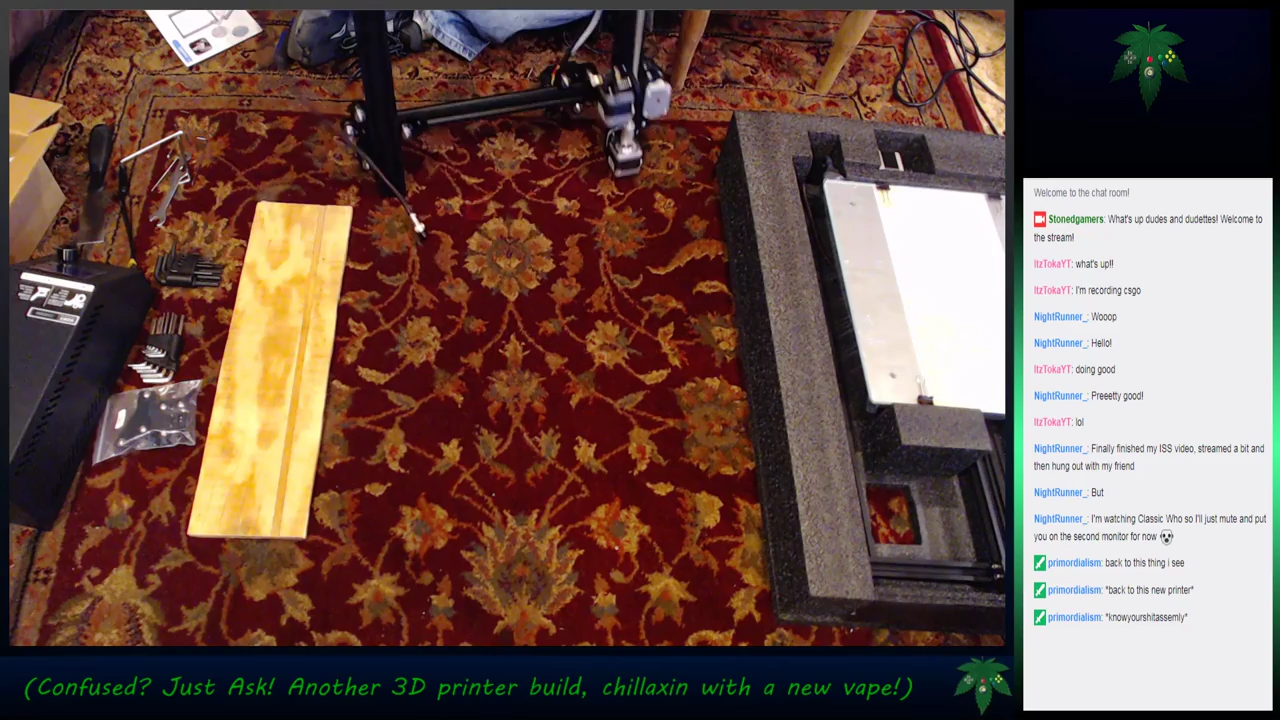 Welcome to the chat room!
Stonedgamers: What's up dudes and dudettes! Welcome to
the stream!
ItzTokaYT: what's up!!
ItzTokaYT: I'm recording csgo
NightRunner_: Wooop
NightRunner_: Hello!
ItzTokaYT: doing good
NightRunner_: Preeetty good!
ItzTokaYT: lol
NightRunner_: Finally finished my ISS video, streamed a bit and
then hung out with my friend
NightRunner_: But
NightRunner_: I'm watching Classic Who so I'll just mute and put
you on the second monitor for now
primordialism: back to this thing i see
primordialism: *back to this new printer*
primordialism: *knowyourshitassemly*
(Confused? Just Ask! Another 3D printer build, chillaxin with a new vape!)